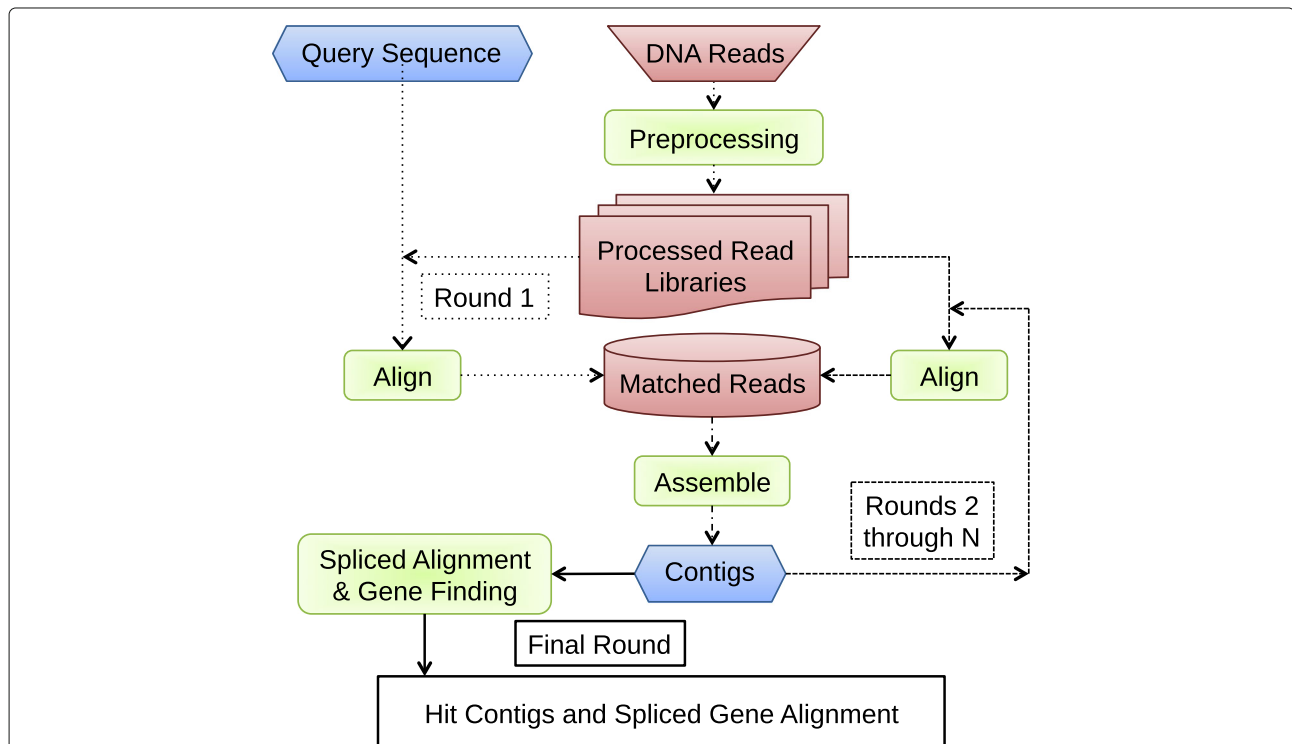 Query Sequence
DNA Reads
Preprocessing
Processed Read
Libraries
Round 1
Align
Matched Reads
Align
Assemble
Rounds 2
through N
Spliced Alignment
& Gene Finding
Contigs
Final Round
Hit Contigs and Spliced Gene Alignment